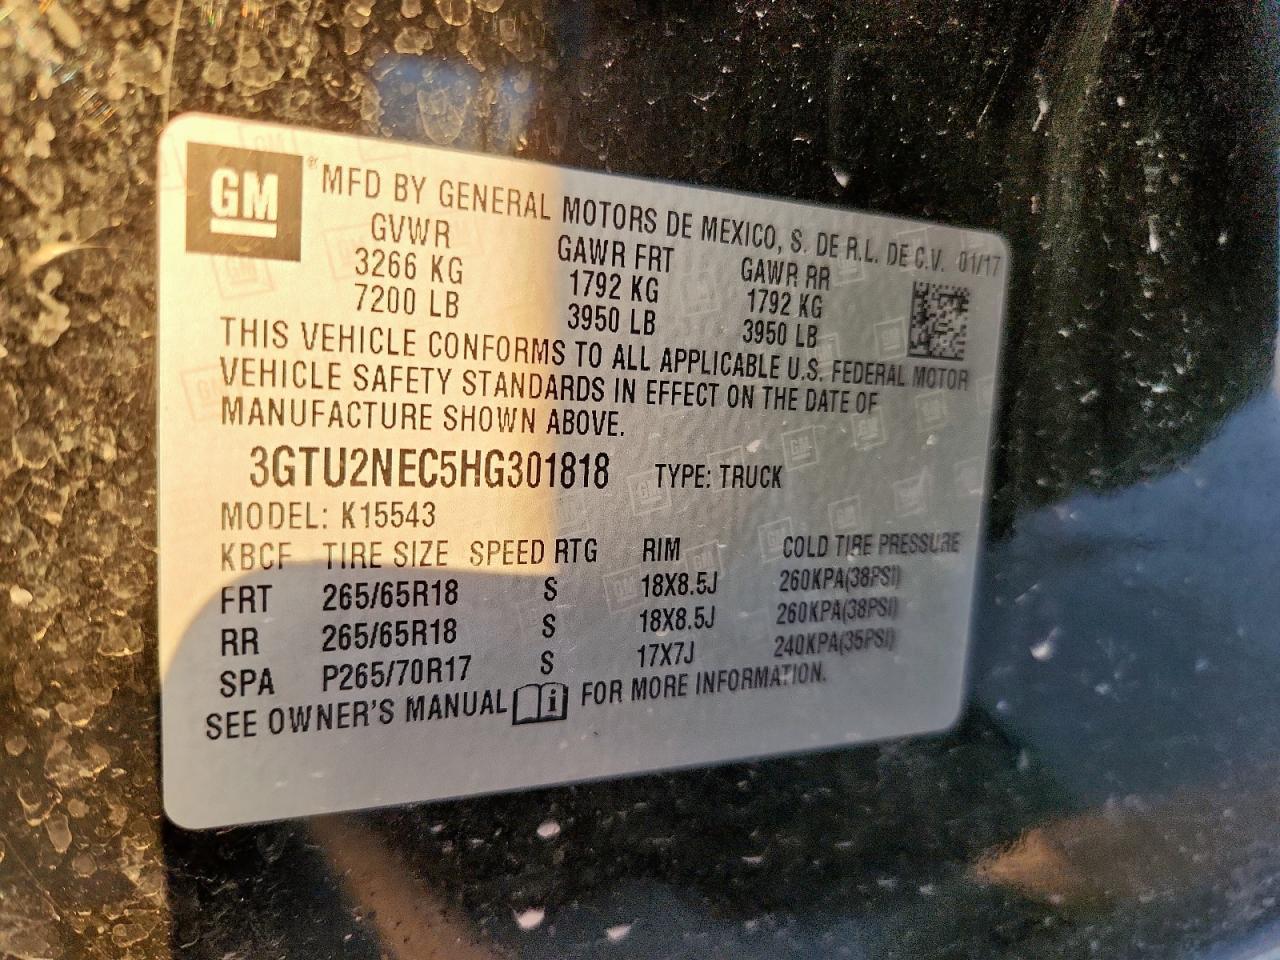 GM® MFD BY GENERAL MOTORS DE MEXICO, S. DE R.L. DE C.V. 01/17
GVWR GAWR FRT GAWR RR
3266 KG 1792 KG 1792 KG
7200 LB 3950 LB 3950 LB
THIS VEHICLE CONFORMS TO ALL APPLICABLE U.S. FEDERAL MOTOR
VEHICLE SAFETY STANDARDS IN EFFECT ON THE DATE OF
MANUFACTURE SHOWN ABOVE.
3GTU2NEC5HG301818 TYPE: TRUCK
MODEL: K15543
KBCF TIRE SIZE SPEED RTG RIM COLD TIRE PRESSURE
FRT 265/65R18 S 18X8.5J 260KPA(38PSI)
RR 265/65R18 S 18X8.5J 260KPA(38PSI)
SPA P265/70R17 S 17X7J 240KPA(35PSI)
SEE OWNER'S MANUAL i FOR MORE INFORMATION.